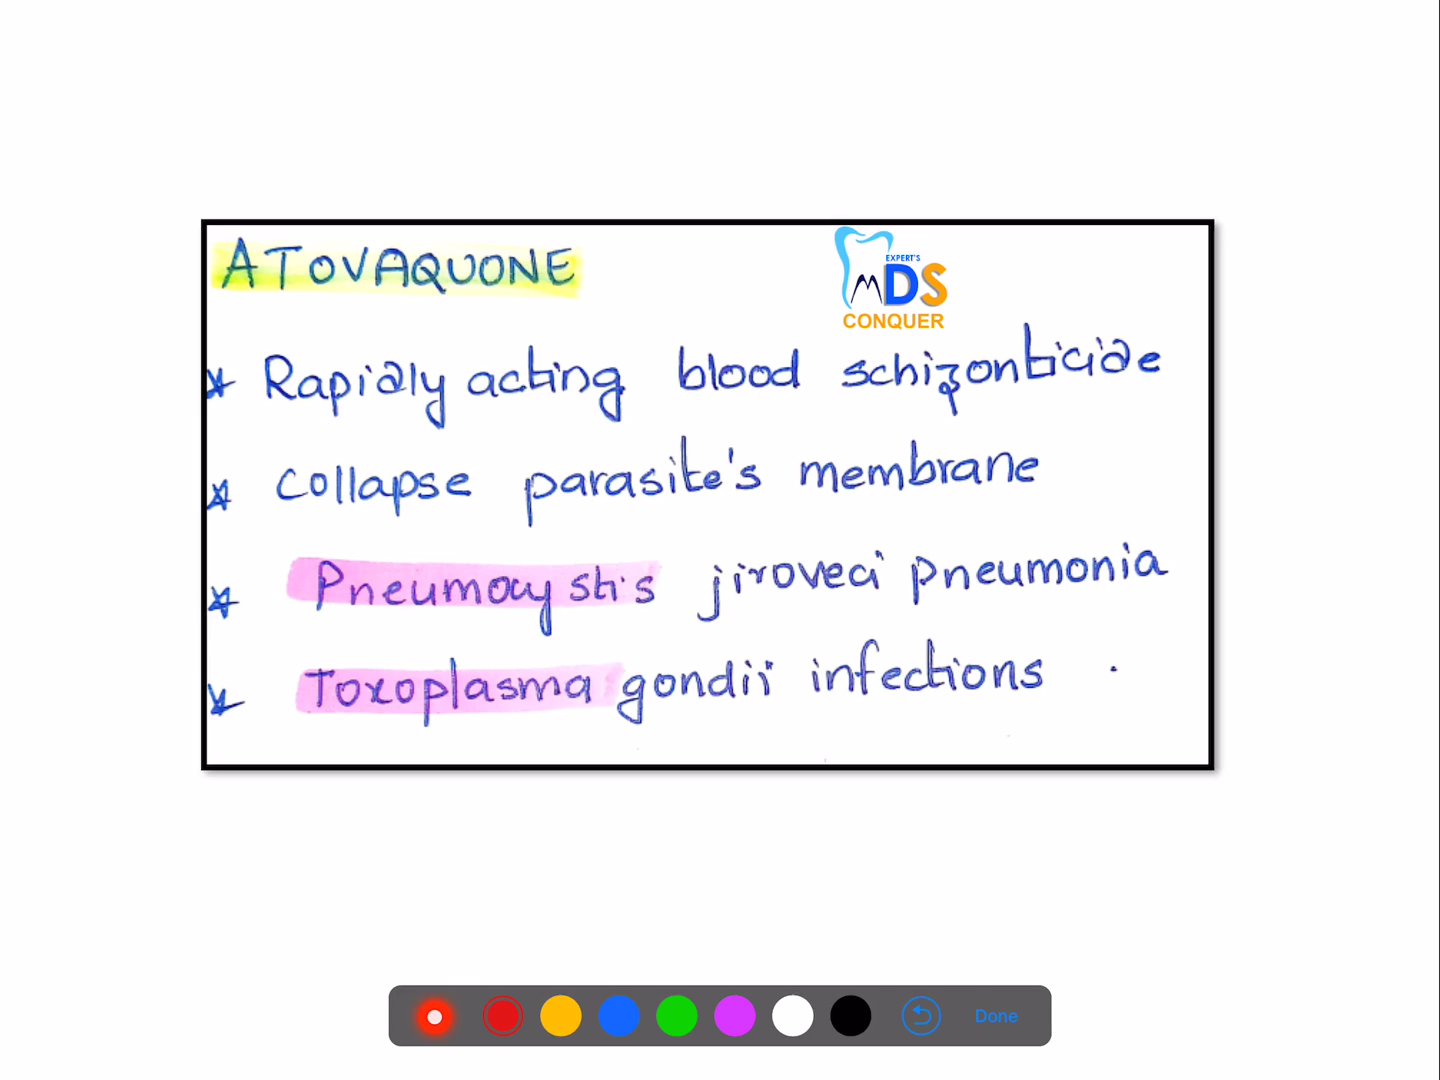 ATOVAQUONE
EXPERT'S
MDS
CONQUER
* Rapidly acting blood schizonticide
* Collapse parasite's membrane
* Pneumocystis jiroveci pneumonia
* Toxoplasma gondii infections .
Done